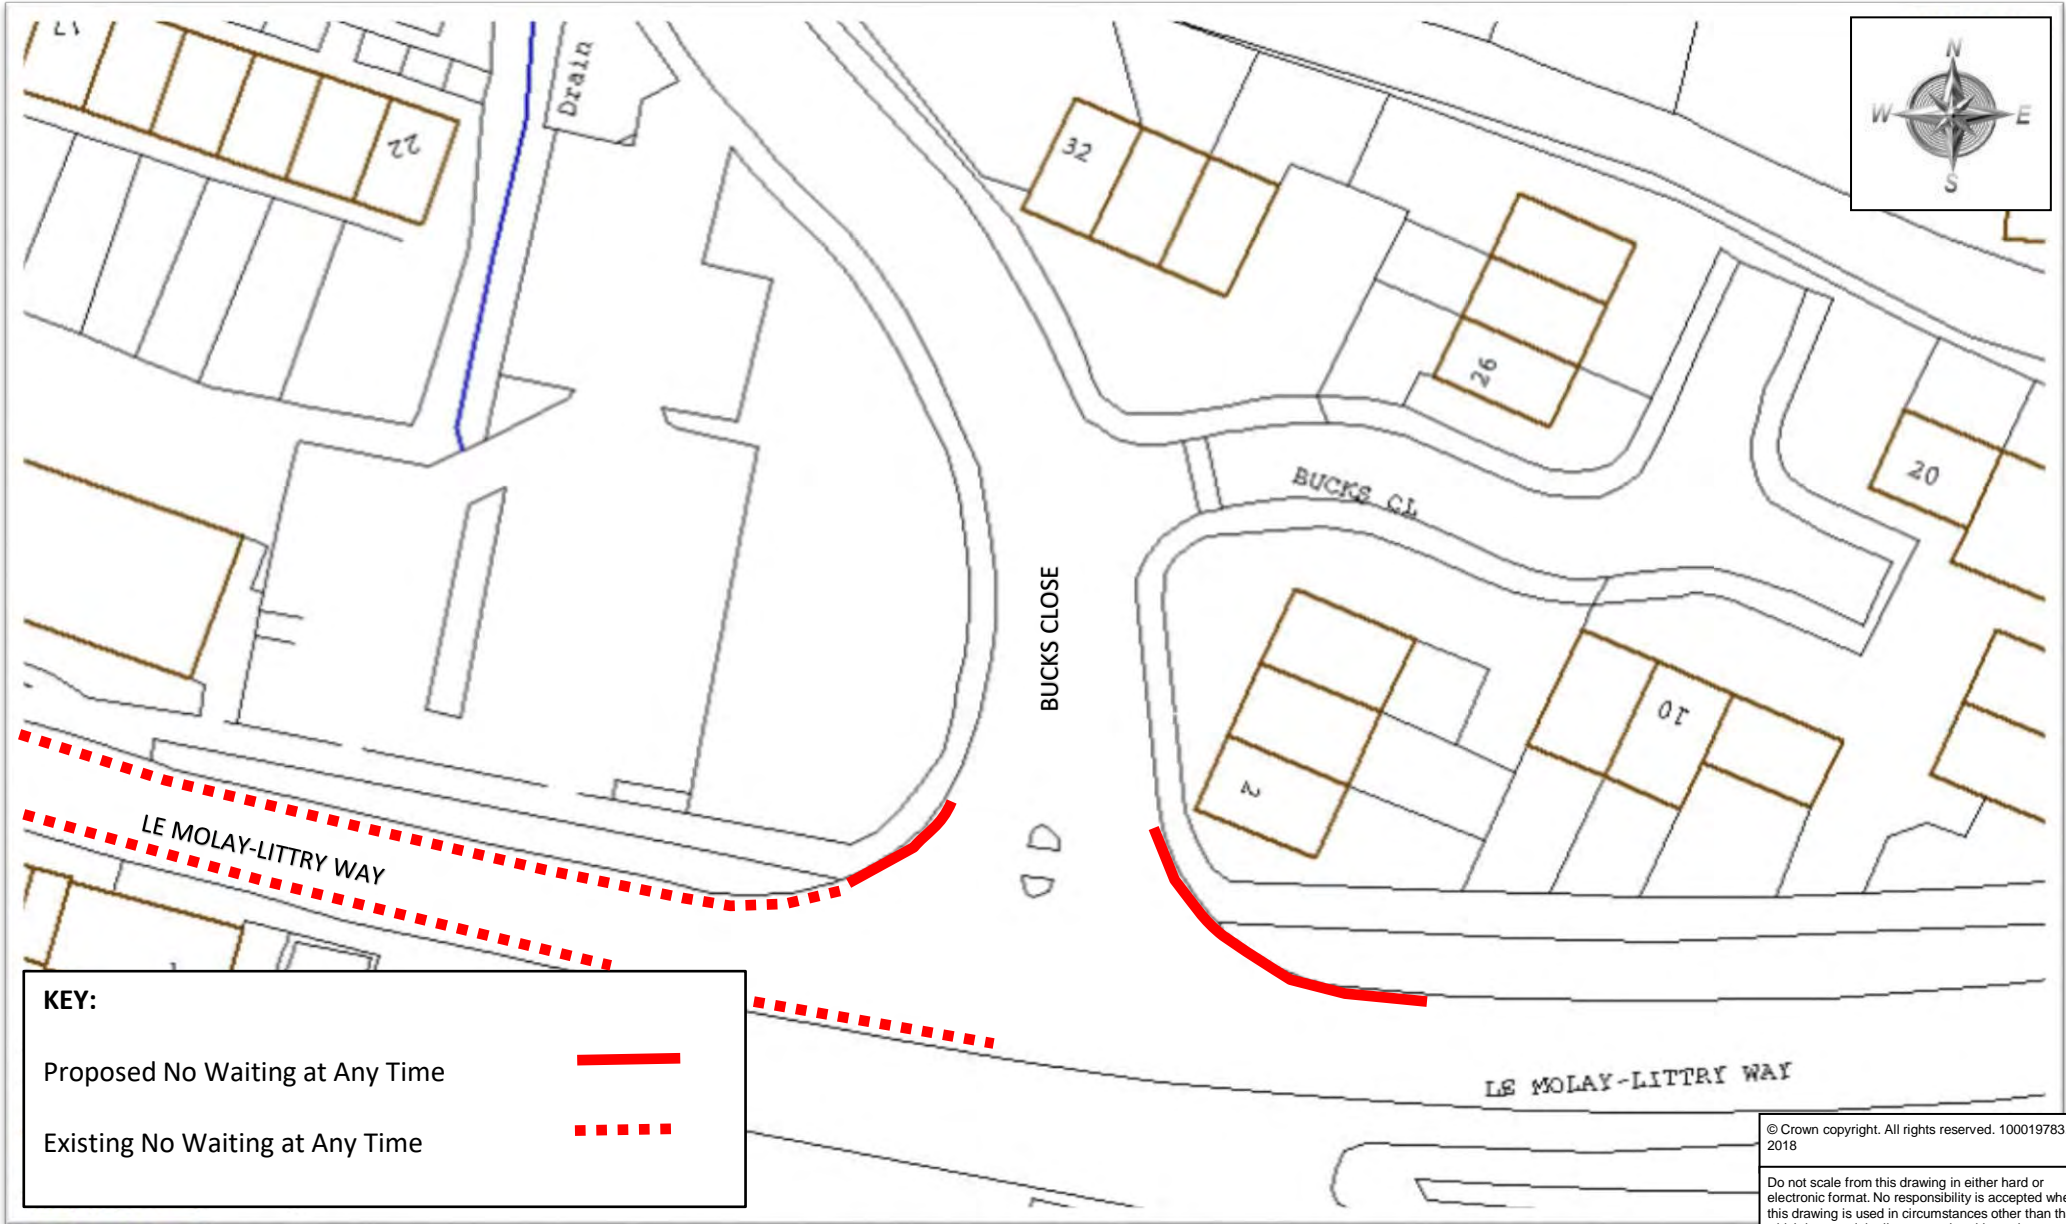 17
Drain
22
32
26
20
N
W E
S
BUCKS CL
BUCKS CLOSE
10
2
LE MOLAY-LITTRY WAY
LE MOLAY-LITTRY WAY
KEY:
Proposed No Waiting at Any Time
Existing No Waiting at Any Time
© Crown copyright. All rights reserved. 100019783
2018
Do not scale from this drawing in either hard or
electronic format. No responsibility is accepted whe
this drawing is used in circumstances other than th